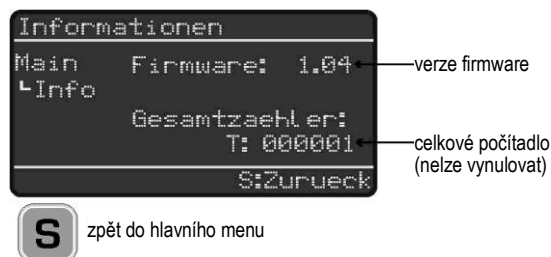 Informationen
Main Firmware: 1.04 verze firmware
┗Info
Gesamtzaehler:
T: 000001 celkové počítadlo
(nelze vynulovat)
S:Zurueck
S zpět do hlavního menu